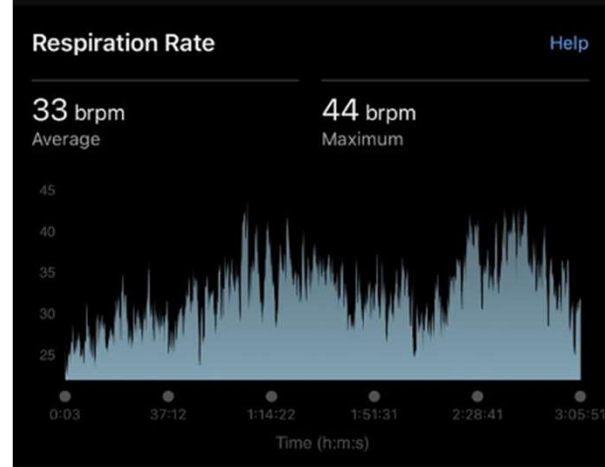 Respiration Rate
Help
33 brpm
Average
44 brpm
Maximum
45
40
35
30
25
0:03
37:12
1:14:22
1:51:31
2:28:41
3:05:51
Time (h:m:s)